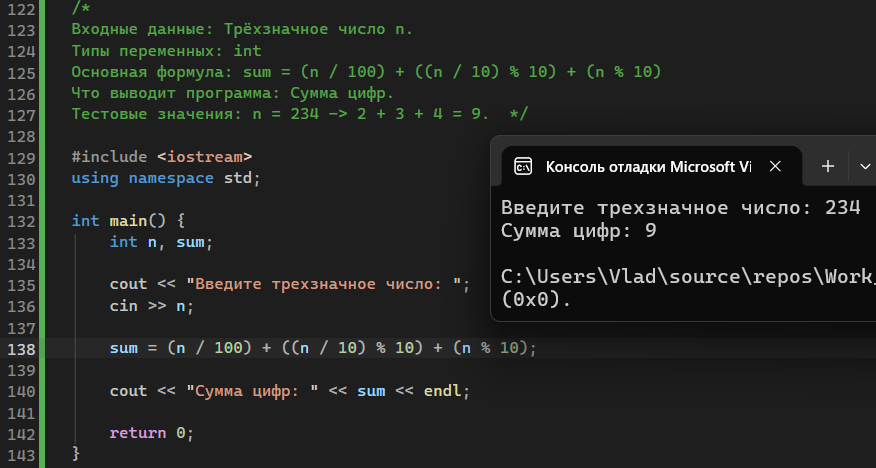 122 /*
123 Входные данные: Трёхзначное число n.
124 Типы переменных: int
125 Основная формула: sum = (n / 100) + ((n / 10) % 10) + (n % 10)
126 Что выводит программа: Сумма цифр.
127 Тестовые значения: n = 234 -> 2 + 3 + 4 = 9.  */
128
129 #include <iostream>
130 using namespace std;
131
132 int main() {
133     int n, sum;
134
135     cout << "Введите трехзначное число: ";
136     cin >> n;
137
138     sum = (n / 100) + ((n / 10) % 10) + (n % 10);
139
140     cout << "Сумма цифр: " << sum << endl;
141
142     return 0;
143 }
Консоль отладки Microsoft Vi
Введите трехзначное число: 234
Сумма цифр: 9
C:\Users\Vlad\source\repos\Work_
(0x0).